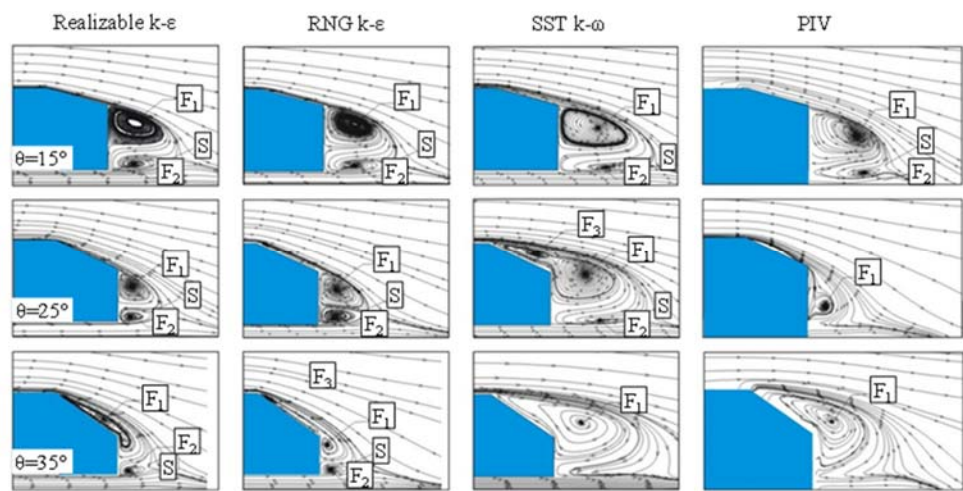 Realizable k-ε RNG k-ε SST k-ω PIV
F₁ F₁ F₁ F₁
S S S S
θ=15° F₂ F₂ F₂ F₂
F₃
F₁ F₁ F₁ F₁
S S S
θ=25° F₂ F₂ F₂
F₃
F₁ F₁ F₁ F₁
F₂
S S
θ=35° F₂